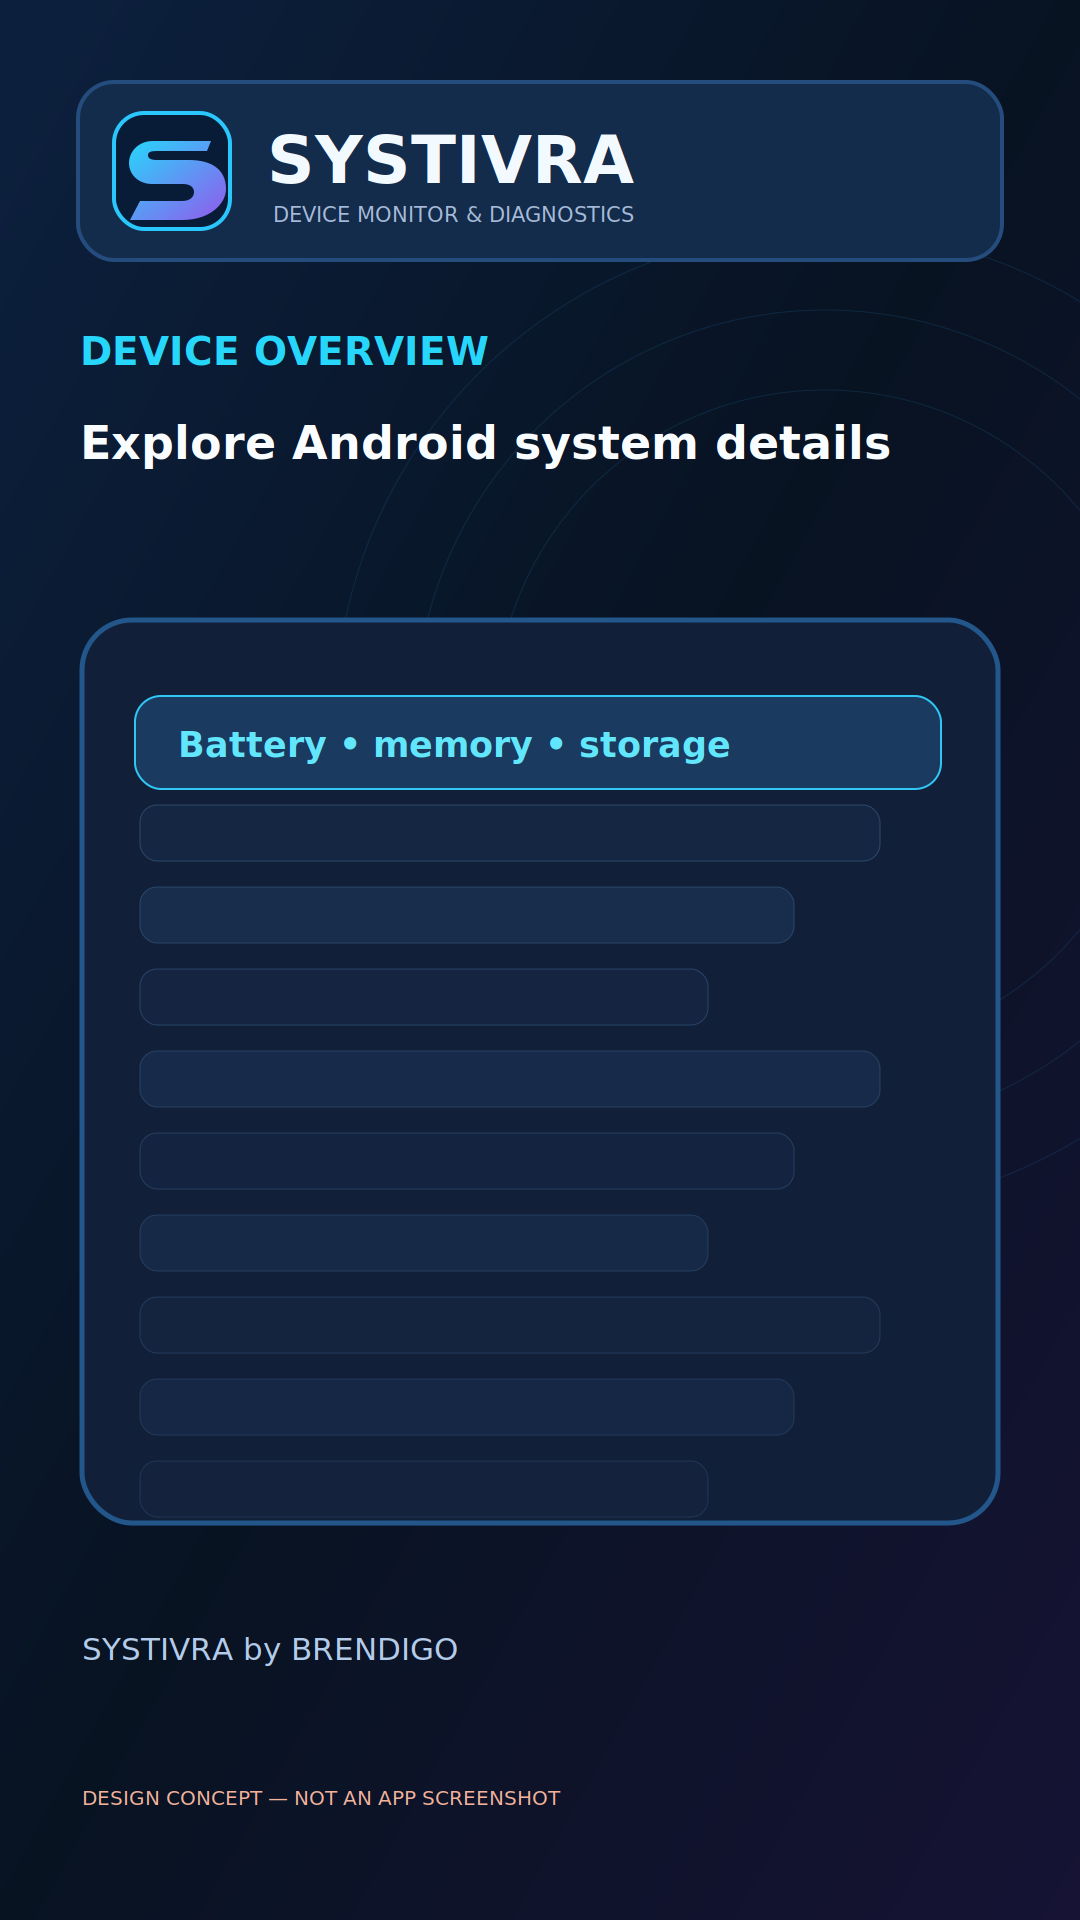 SYSTIVRA
DEVICE MONITOR & DIAGNOSTICS
DEVICE OVERVIEW
Explore Android system details
Battery • memory • storage
SYSTIVRA by BRENDIGO
DESIGN CONCEPT — NOT AN APP SCREENSHOT